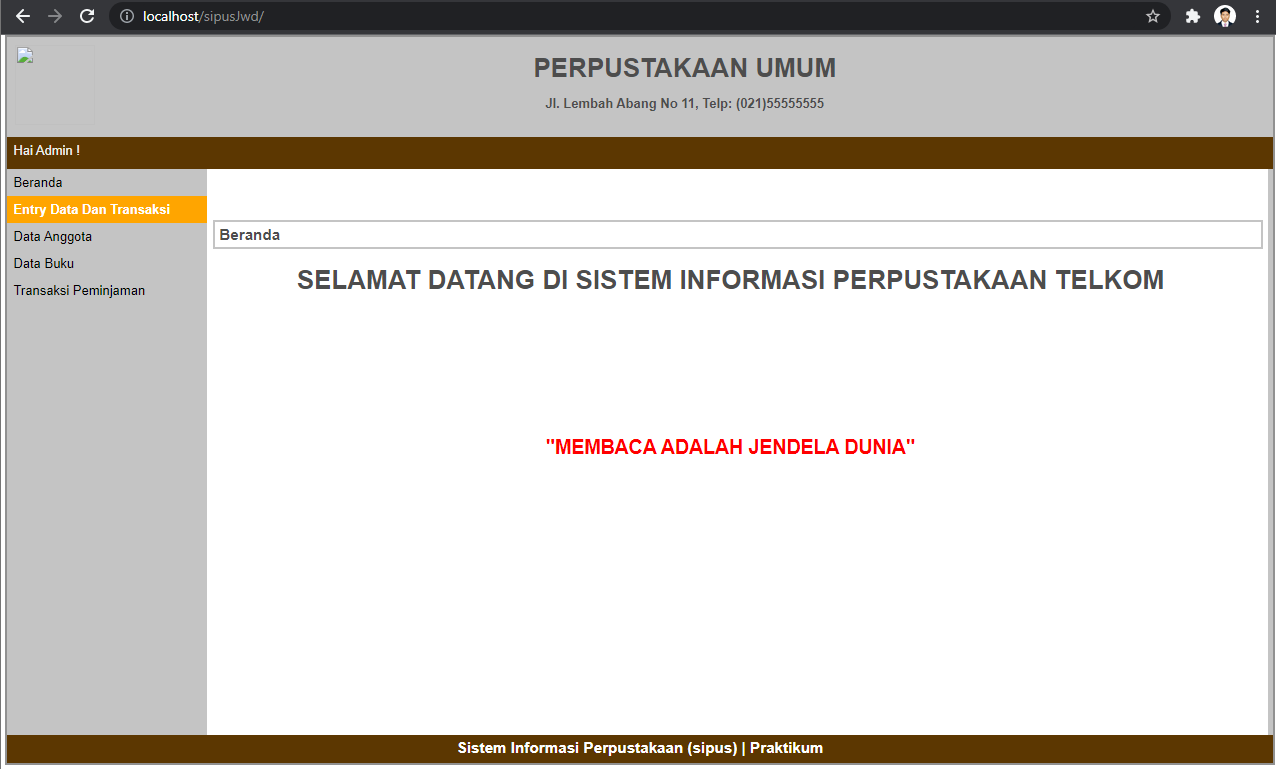 localhost/sipusJwd/
PERPUSTAKAAN UMUM
Jl. Lembah Abang No 11, Telp: (021)55555555
Hai Admin !
Beranda
Entry Data Dan Transaksi
Data Anggota
Data Buku
Transaksi Peminjaman
Beranda
SELAMAT DATANG DI SISTEM INFORMASI PERPUSTAKAAN TELKOM
"MEMBACA ADALAH JENDELA DUNIA"
Sistem Informasi Perpustakaan (sipus) | Praktikum